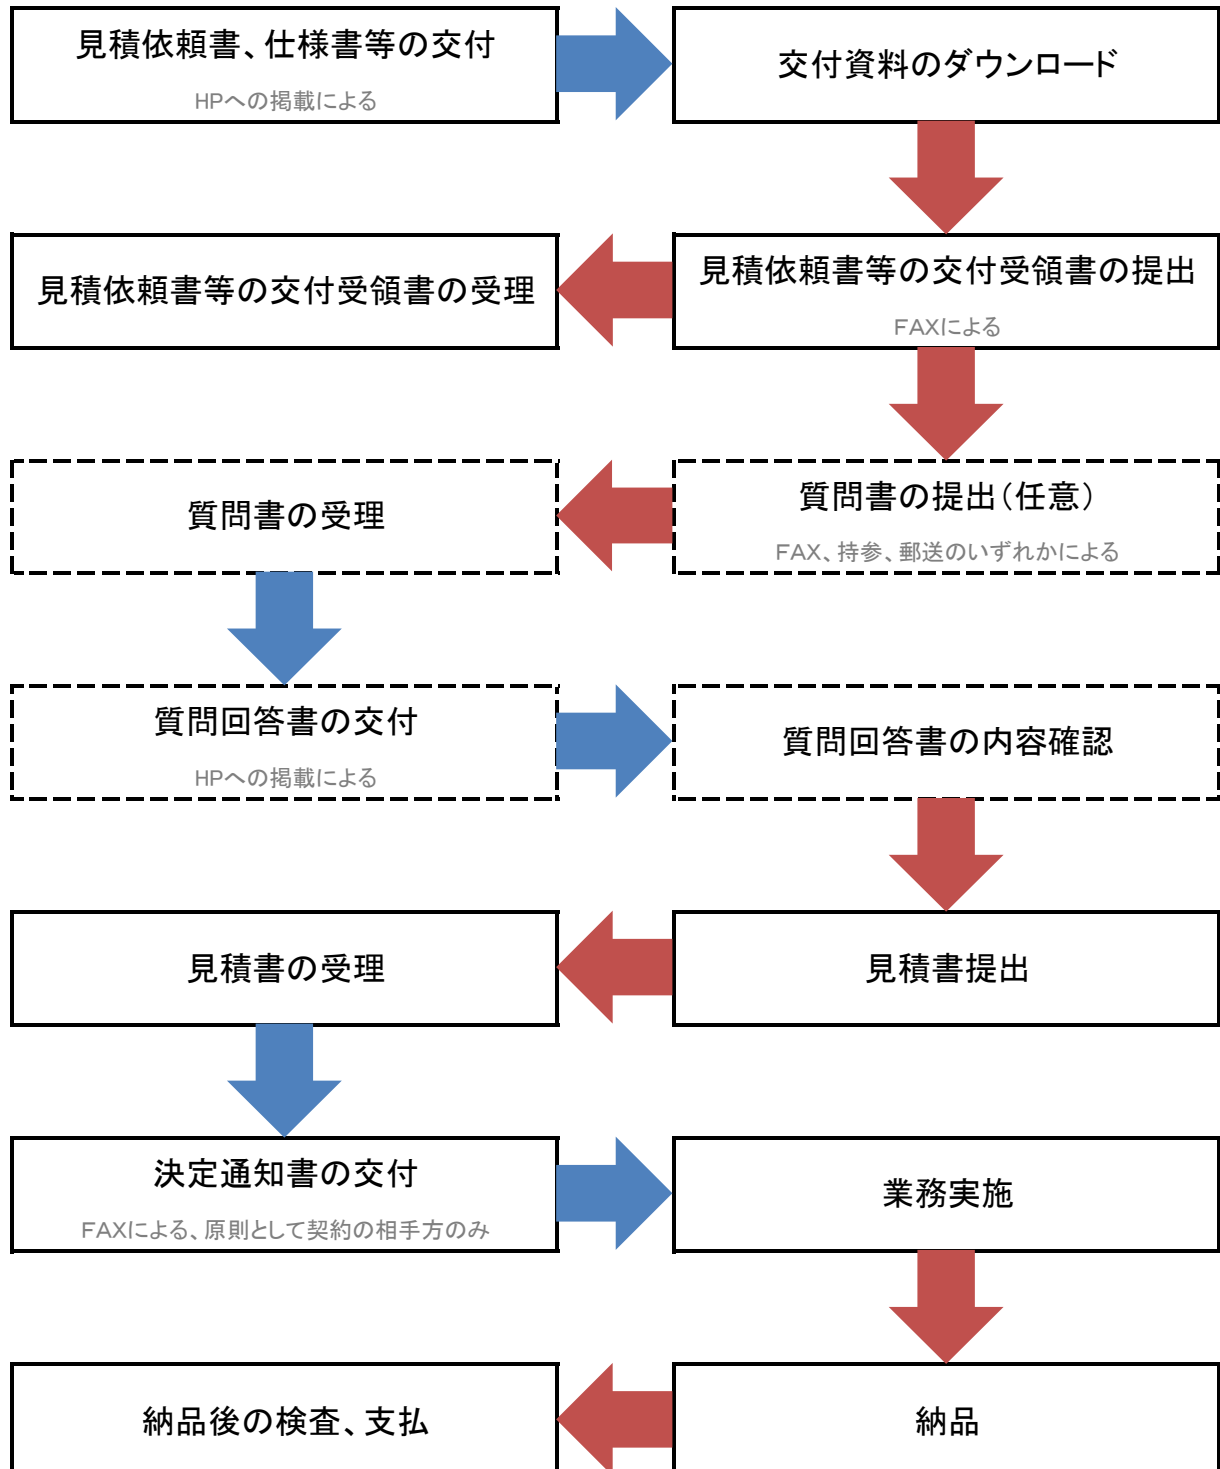 見積依頼書、仕様書等の交付
HPへの掲載による
交付資料のダウンロード
見積依頼書等の交付受領書の受理
見積依頼書等の交付受領書の提出
FAXによる
質問書の受理
質問書の提出(任意)
FAX、持参、郵送のいずれかによる
質問回答書の交付
HPへの掲載による
質問回答書の内容確認
見積書の受理
見積書提出
決定通知書の交付
FAXによる、原則として契約の相手方のみ
業務実施
納品後の検査、支払
納品